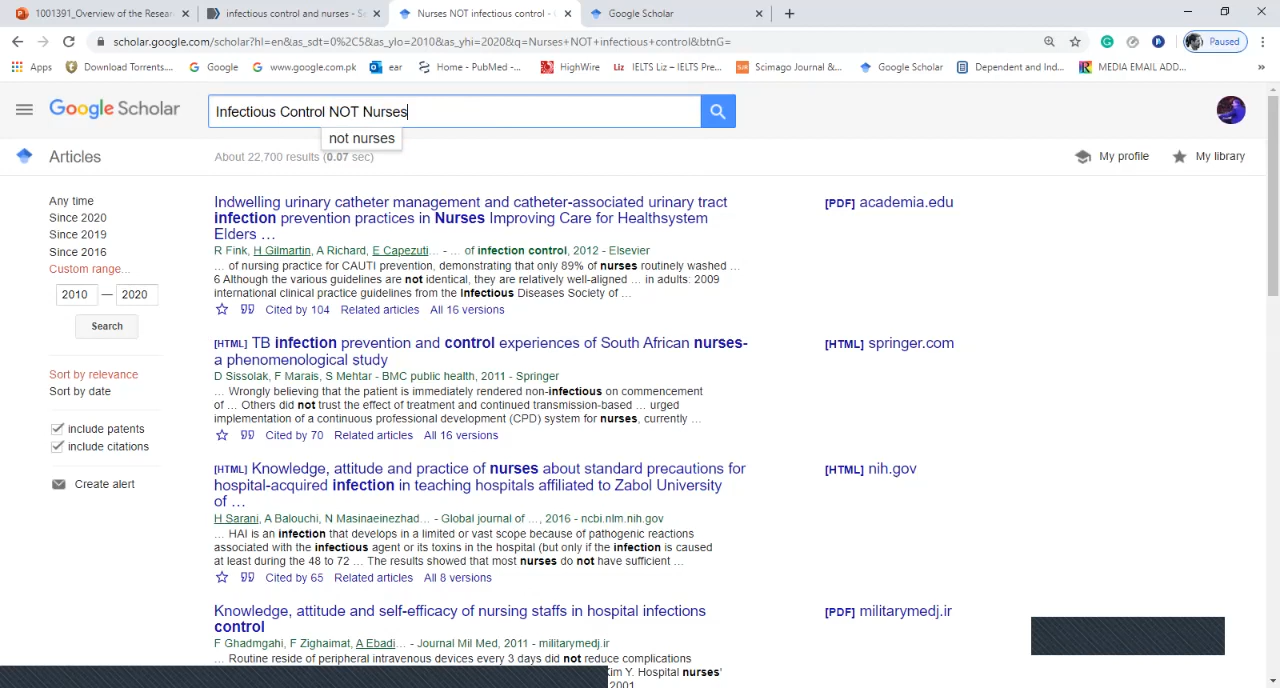 1001391_Overview of the Resear
infectious control and nurses - S
Nurses NOT infectious control -
Google Scholar
scholar.google.com/scholar?hl=en&as_sdt=0%2C5&as_ylo=2010&as_yhi=2020&q=Nurses+NOT+infectious+control&btnG=
Paused
Apps
Download Torrents....
Google
www.google.com.pk
ear
Home - PubMed -...
HighWire
Liz IELTS Liz – IELTS Pre...
SJR Scimago Journal &...
Google Scholar
Dependent and Ind...
MEDIA EMAIL ADD...
Google Scholar
Infectious Control NOT Nurses
not nurses
Articles
About 22,700 results (0.07 sec)
My profile
My library
Any time
Since 2020
Since 2019
Since 2016
Custom range...
2010 — 2020
Search
Sort by relevance
Sort by date
include patents
include citations
Create alert
Indwelling urinary catheter management and catheter-associated urinary tract
infection prevention practices in Nurses Improving Care for Healthsystem
Elders …
R Fink, H Gilmartin, A Richard, E Capezuti… - … of infection control, 2012 - Elsevier
… of nursing practice for CAUTI prevention, demonstrating that only 89% of nurses routinely washed …
6 Although the various guidelines are not identical, they are relatively well-aligned … in adults: 2009
international clinical practice guidelines from the Infectious Diseases Society of …
Cited by 104 Related articles All 16 versions
[PDF] academia.edu
[HTML] TB infection prevention and control experiences of South African nurses-
a phenomenological study
D Sissolak, F Marais, S Mehtar - BMC public health, 2011 - Springer
… Wrongly believing that the patient is immediately rendered non-infectious on commencement
of … Others did not trust the effect of treatment and continued transmission-based … urged
implementation of a continuous professional development (CPD) system for nurses, currently …
Cited by 70 Related articles All 16 versions
[HTML] springer.com
[HTML] Knowledge, attitude and practice of nurses about standard precautions for
hospital-acquired infection in teaching hospitals affiliated to Zabol University
of …
H Sarani, A Balouchi, N Masinaeinezhad… - Global journal of …, 2016 - ncbi.nlm.nih.gov
… HAI is an infection that develops in a limited or vast scope because of pathogenic reactions
associated with the infectious agent or its toxins in the hospital (but only if the infection is caused
at least during the 48 to 72 … The results showed that most nurses do not have sufficient …
Cited by 65 Related articles All 8 versions
[HTML] nih.gov
Knowledge, attitude and self-efficacy of nursing staffs in hospital infections
control
F Ghadmgahi, F Zighaimat, A Ebadi… - Journal Mil Med, 2011 - militarymedj.ir
… Routine reside of peripheral intravenous devices every 3 days did not reduce complications
Kim Y. Hospital nurses'
2001
[PDF] militarymedj.ir